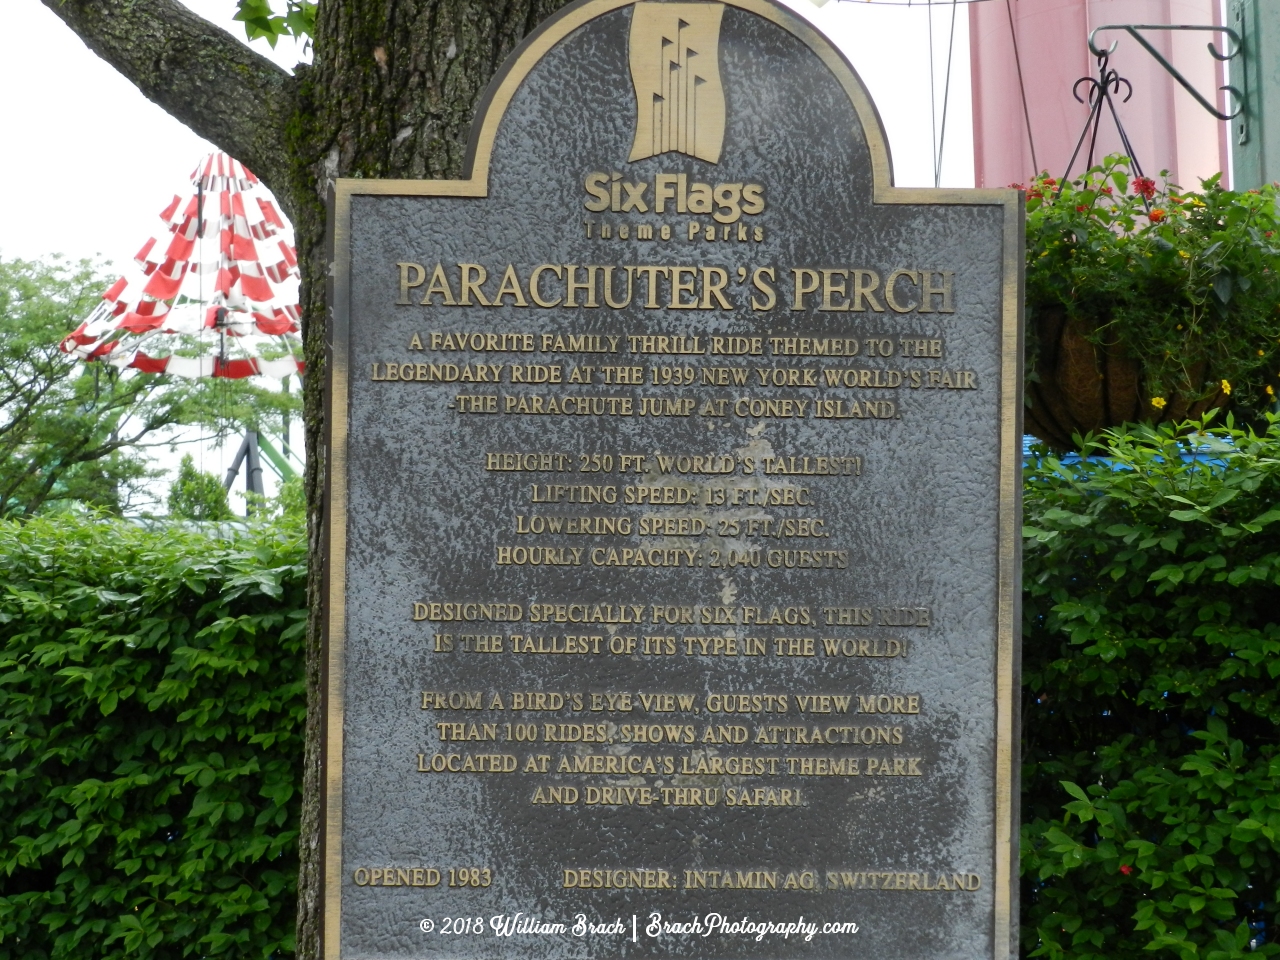 Six Flags
Theme Parks
PARACHUTER'S PERCH
A FAVORITE FAMILY THRILL RIDE THEMED TO THE
LEGENDARY RIDE AT THE 1939 NEW YORK WORLD'S FAIR
THE PARACHUTE JUMP AT CONEY ISLAND.
HEIGHT: 250 FT. WORLD'S TALLEST!
LIFTING SPEED: 13 FT./SEC.
LOWERING SPEED: 25 FT./SEC.
HOURLY CAPACITY: 2,040 GUESTS
DESIGNED SPECIALLY FOR SIX FLAGS, THIS RIDE
IS THE TALLEST OF ITS TYPE IN THE WORLD!
FROM A BIRD'S EYE VIEW, GUESTS VIEW MORE
THAN 100 RIDES, SHOWS AND ATTRACTIONS
LOCATED AT AMERICA'S LARGEST THEME PARK
AND DRIVE-THRU SAFARI.
OPENED 1983 DESIGNER: INTAMIN AG, SWITZERLAND
© 2018 William Brach | BrachPhotography.com